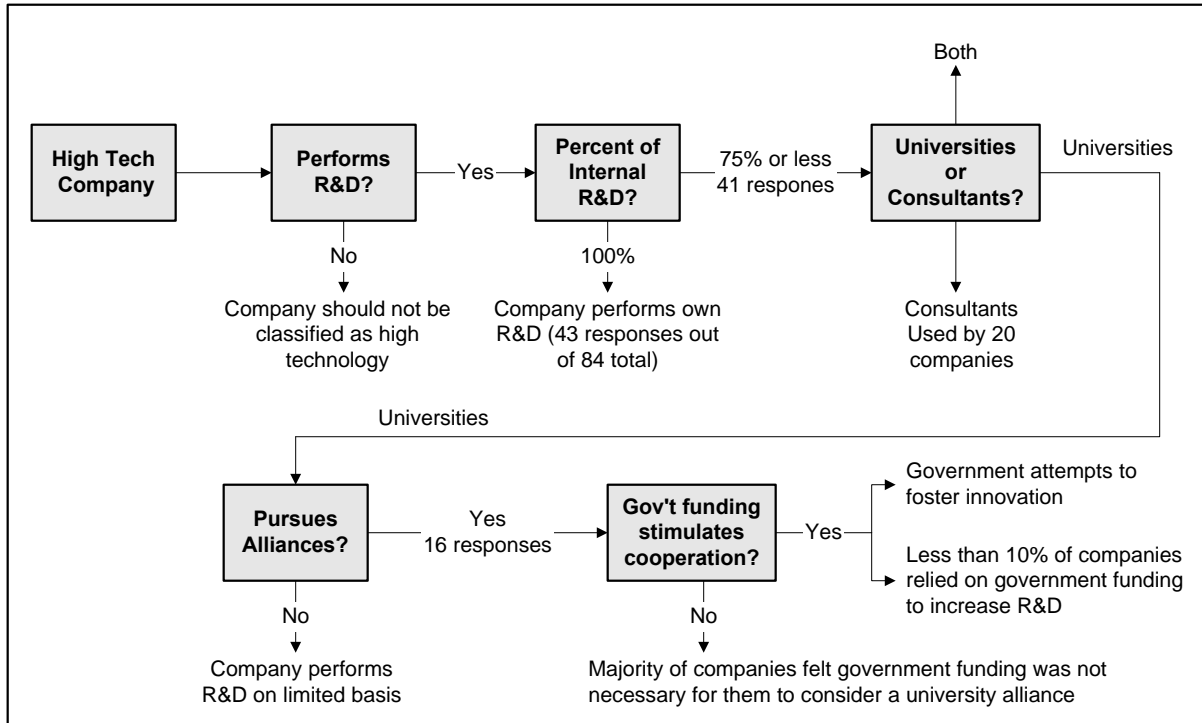 Both
High Tech
Company
Performs
R&D?
Yes
Percent of
Internal
R&D?
75% or less
41 respones
Universities
or
Consultants?
Universities
No
Company should not be
classified as high
technology
100%
Company performs own
R&D (43 responses out
of 84 total)
Consultants
Used by 20
companies
Universities
Pursues
Alliances?
Yes
16 responses
Gov't funding
stimulates
cooperation?
Yes
Government attempts to
foster innovation
Less than 10% of companies
relied on government funding
to increase R&D
No
Company performs
R&D on limited basis
No
Majority of companies felt government funding was not
necessary for them to consider a university alliance